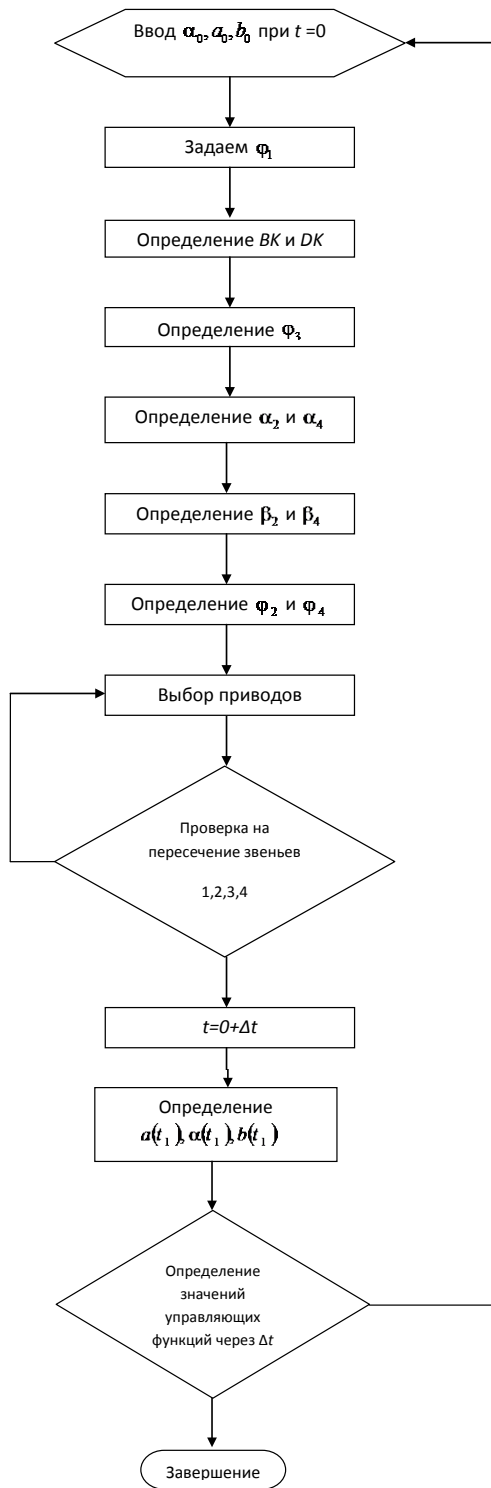 Ввод α₀, a₀, b₀ при t =0
Задаем φ₁
Определение BK и DK
Определение φ₃
Определение α₂ и α₄
Определение β₂ и β₄
Определение φ₂ и φ₄
Выбор приводов
Проверка на
пересечение звеньев
1,2,3,4
t=0+Δt
Определение
a(t₁), α(t₁), b(t₁)
Определение
значений
управляющих
функций через Δt
Завершение